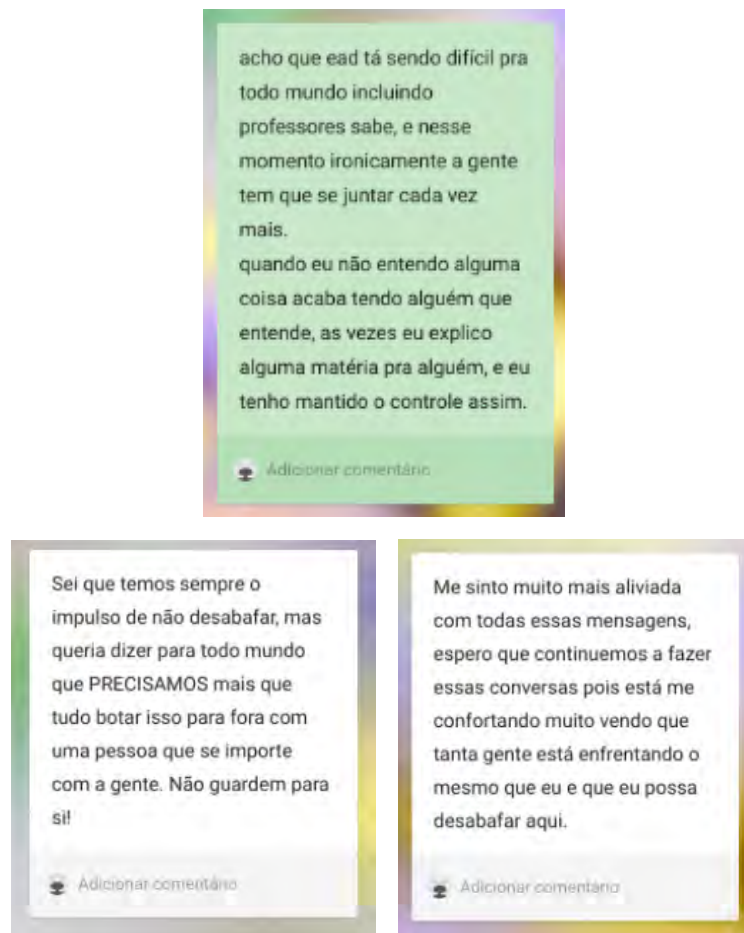 acho que ead tá sendo difícil pra
todo mundo incluindo
professores sabe, e nesse
momento ironicamente a gente
tem que se juntar cada vez
mais.
quando eu não entendo alguma
coisa acaba tendo alguém que
entende, as vezes eu explico
alguma matéria pra alguém, e eu
tenho mantido o controle assim.
Adicionar comentário
Sei que temos sempre o
impulso de não desabafar, mas
queria dizer para todo mundo
que PRECISAMOS mais que
tudo botar isso para fora com
uma pessoa que se importe
com a gente. Não guardem para
si!
Adicionar comentário
Me sinto muito mais aliviada
com todas essas mensagens,
espero que continuemos a fazer
essas conversas pois está me
confortando muito vendo que
tanta gente está enfrentando o
mesmo que eu e que eu possa
desabafar aqui.
Adicionar comentário